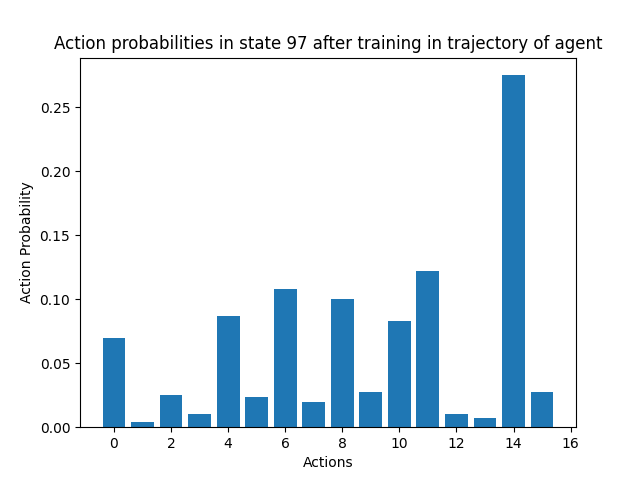 Action probabilities in state 97 after training in trajectory of agent
0.25
0.20
0.15
0.10
0.05
0.00
Action Probability
0 2 4 6 8 10 12 14 16
Actions